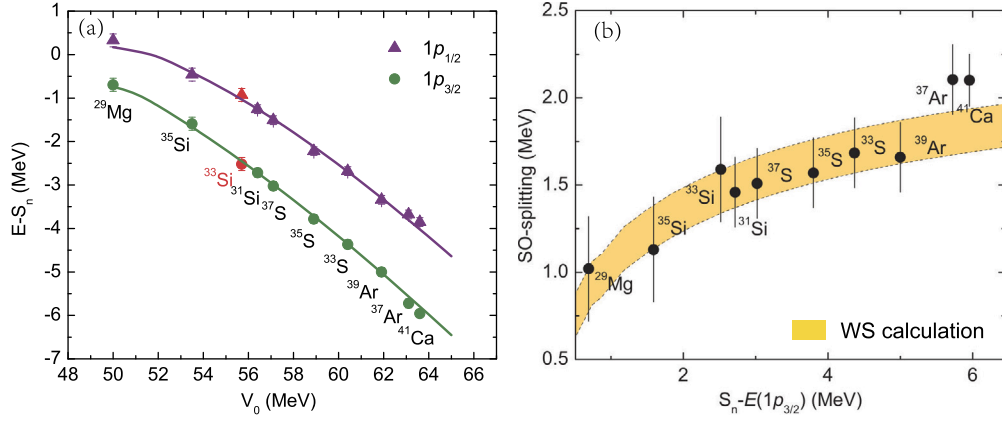 (a)
1p1/2
1p3/2
29Mg
35Si
33Si
31Si
37S
35S
33S
39Ar
37Ar
41Ca
E-Sn (MeV)
1
0
-1
-2
-3
-4
-5
-6
-7
48 50 52 54 56 58 60 62 64 66
V0 (MeV)
(b)
37Ar
41Ca
39Ar
33S
35S
37S
33Si
31Si
35Si
29Mg
WS calculation
SO-splitting (MeV)
2.5
2.0
1.5
1.0
0.5
2 4 6
Sn-E(1p3/2) (MeV)